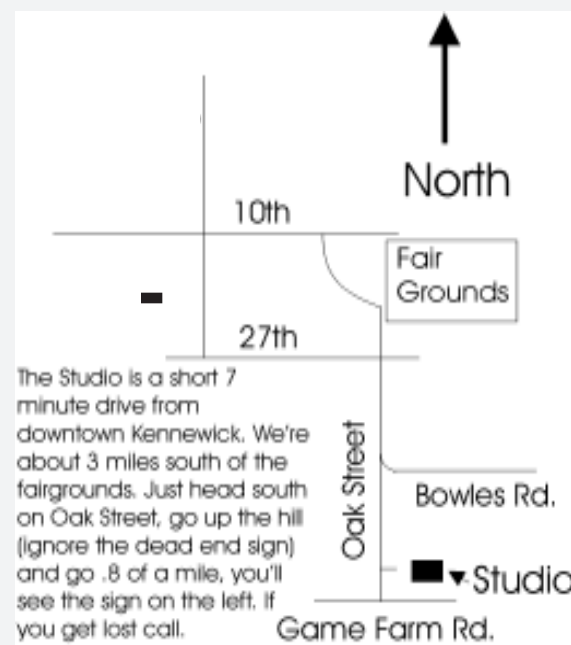 North
10th
Fair
Grounds
27th
The Studio is a short 7
minute drive from
downtown Kennewick. We're
about 3 miles south of the
fairgrounds. Just head south
on Oak Street, go up the hill
(ignore the dead end sign)
and go .8 of a mile, you'll
see the sign on the left. If
you get lost call.
Oak Street
Bowles Rd.
Studio
Game Farm Rd.